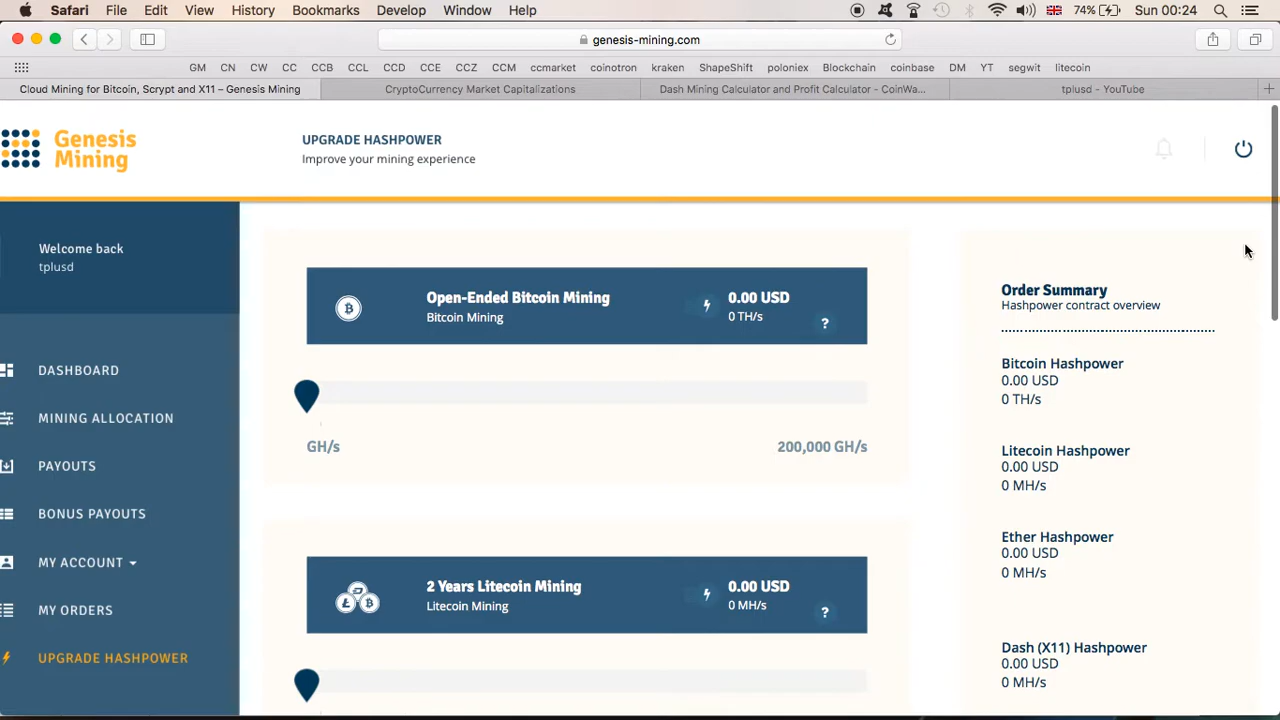 Safari File Edit View History Bookmarks Develop Window Help 74% Sun 00:24
genesis-mining.com
GM CN CW CC CCB CCL CCD CCE CCZ CCM ccmarket coinotron kraken ShapeShift poloniex Blockchain coinbase DM YT segwit litecoin
Cloud Mining for Bitcoin, Scrypt and X11 – Genesis Mining CryptoCurrency Market Capitalizations Dash Mining Calculator and Profit Calculator - CoinWa... tplusd - YouTube
Genesis
Mining
UPGRADE HASHPOWER
Improve your mining experience
Welcome back
tplusd
DASHBOARD
MINING ALLOCATION
PAYOUTS
BONUS PAYOUTS
MY ACCOUNT
MY ORDERS
UPGRADE HASHPOWER
Open-Ended Bitcoin Mining
Bitcoin Mining
0.00 USD
0 TH/s
?
GH/s 200,000 GH/s
2 Years Litecoin Mining
Litecoin Mining
0.00 USD
0 MH/s
?
Order Summary
Hashpower contract overview
Bitcoin Hashpower
0.00 USD
0 TH/s
Litecoin Hashpower
0.00 USD
0 MH/s
Ether Hashpower
0.00 USD
0 MH/s
Dash (X11) Hashpower
0.00 USD
0 MH/s